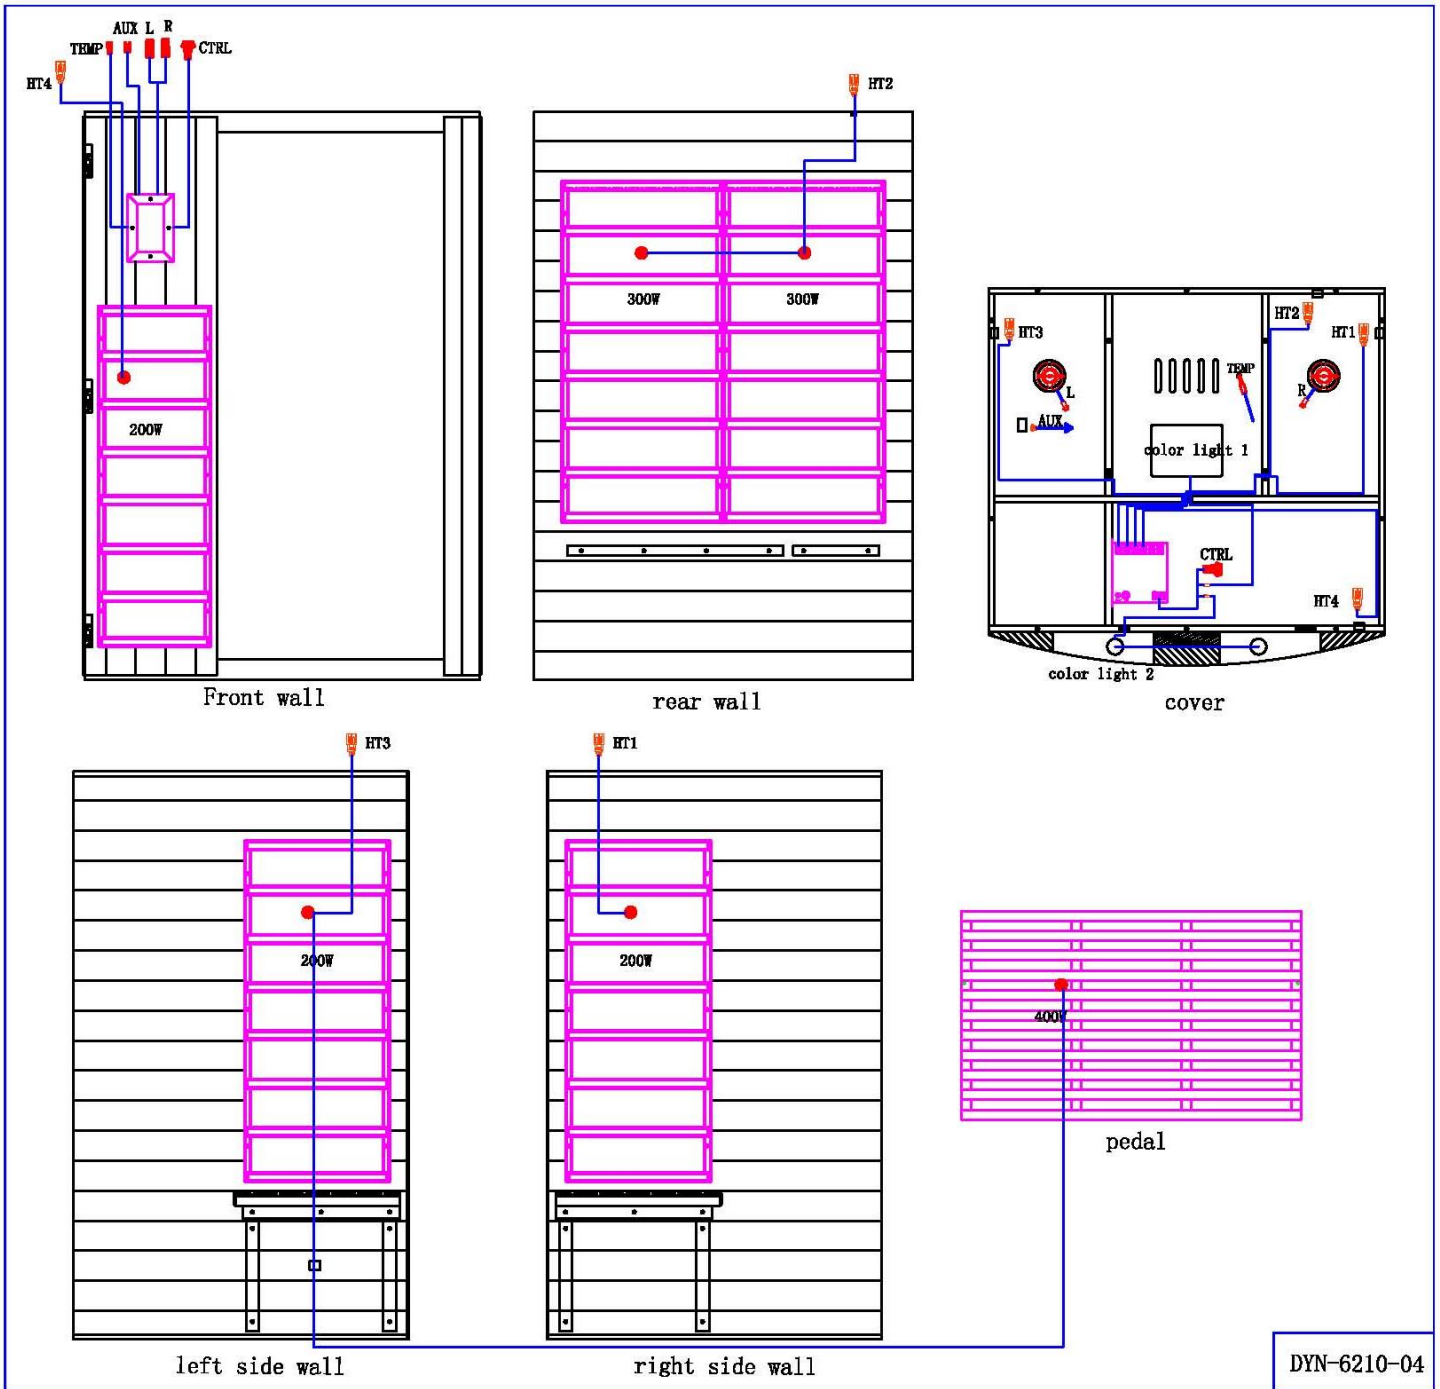 AUX L R
TEMP CTRL
HT4
HT2
300W 300W
200W
Front wall
rear wall
HT3 HT2 HT1
TEMP
L R
AUX
color light 1
CTRL
HT4
color light 2
cover
HT3
HT1
200W
200W
400W
pedal
left side wall
right side wall
DYN-6210-04